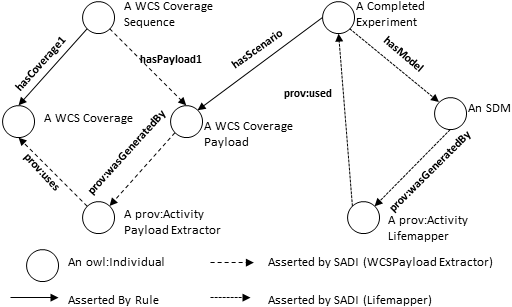 A WCS Coverage
Sequence
A Completed
Experiment
hasCoverage1
hasPayload1
hasScenario
hasModel
prov:used
A WCS Coverage
A WCS Coverage
Payload
An SDM
prov:uses
prov:wasGeneratedBy
prov:wasGeneratedBy
A prov:Activity
Payload Extractor
A prov:Activity
Lifemapper
An owl:Individual
Asserted by SADI (WCSPayload Extractor)
Asserted By Rule
Asserted by SADI (Lifemapper)